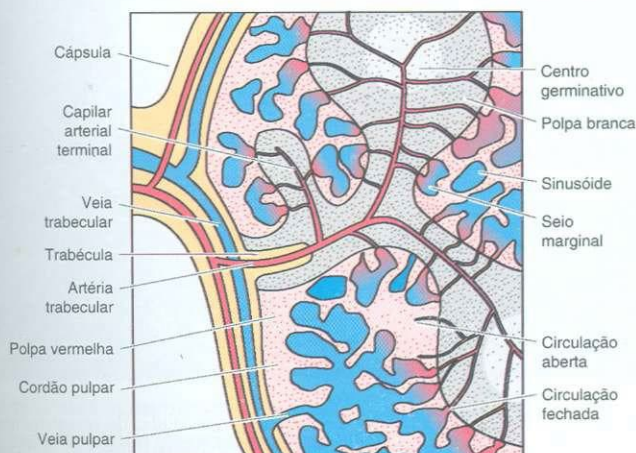 Cápsula
Capilar
arterial
terminal
Veia
trabecular
Trabécula
Artéria
trabecular
Polpa vermelha
Cordão pulpar
Veia pulpar
Centro
germinativo
Polpa branca
Sinusóide
Seio
marginal
Circulação
aberta
Circulação
fechada